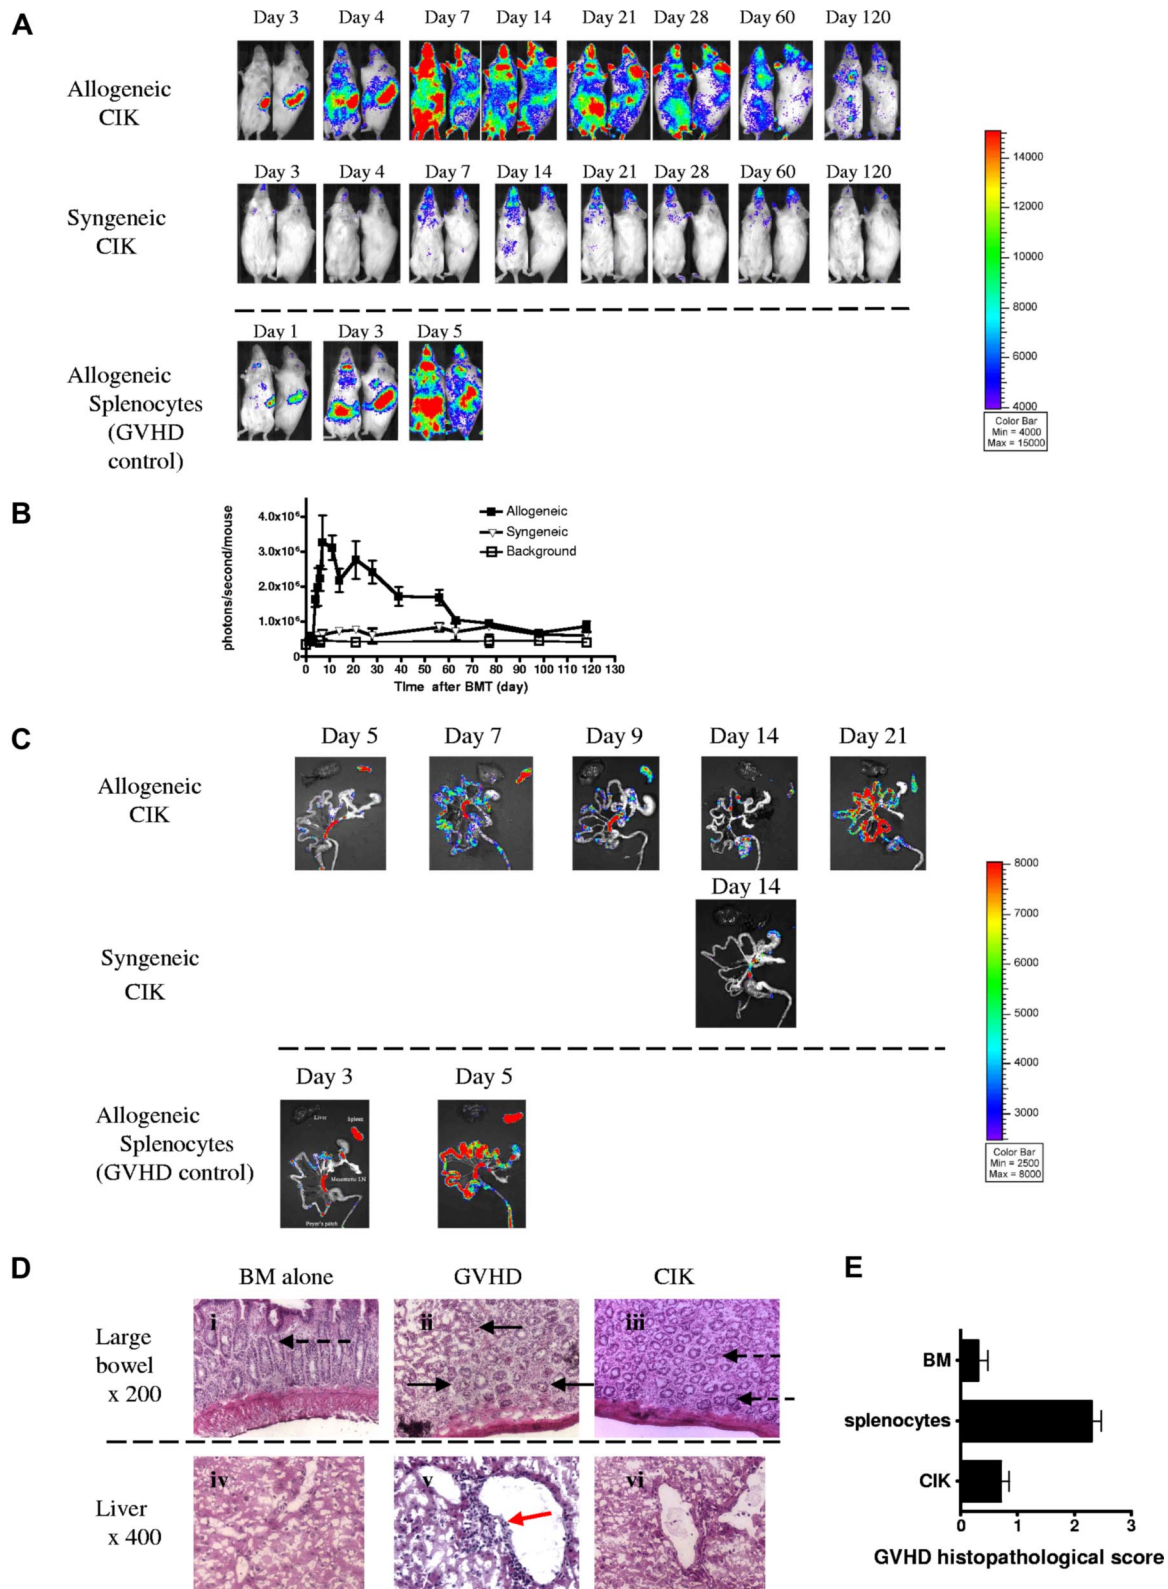 A
Day 3 Day 4 Day 7 Day 14 Day 21 Day 28 Day 60 Day 120
Allogeneic
CIK
Day 3 Day 4 Day 7 Day 14 Day 21 Day 28 Day 60 Day 120
Syngeneic
CIK
Day 1 Day 3 Day 5
Allogeneic
Splenocytes
(GVHD
control)
14000
12000
10000
8000
6000
4000
Color Bar
Min = 4000
Max = 15000
B
photons/second/mouse
4.0x10⁶
3.0x10⁶
2.0x10⁶
1.0x10⁶
0
Allogeneic
Syngeneic
Background
0 10 20 30 40 50 60 70 80 90 100 110 120 130
Time after BMT (day)
C
Day 5 Day 7 Day 9 Day 14 Day 21
Allogeneic
CIK
Day 14
Syngeneic
CIK
Day 3 Day 5
Allogeneic
Splenocytes
(GVHD control)
Liver
Spleen
Mesenteric LN
Peyer's patch
8000
7000
6000
5000
4000
3000
Color Bar
Min = 2500
Max = 8000
D
BM alone GVHD CIK
Large
bowel
x 200
i ii iii
Liver
x 400
iv v vi
E
BM
splenocytes
CIK
0 1 2 3
GVHD histopathological score